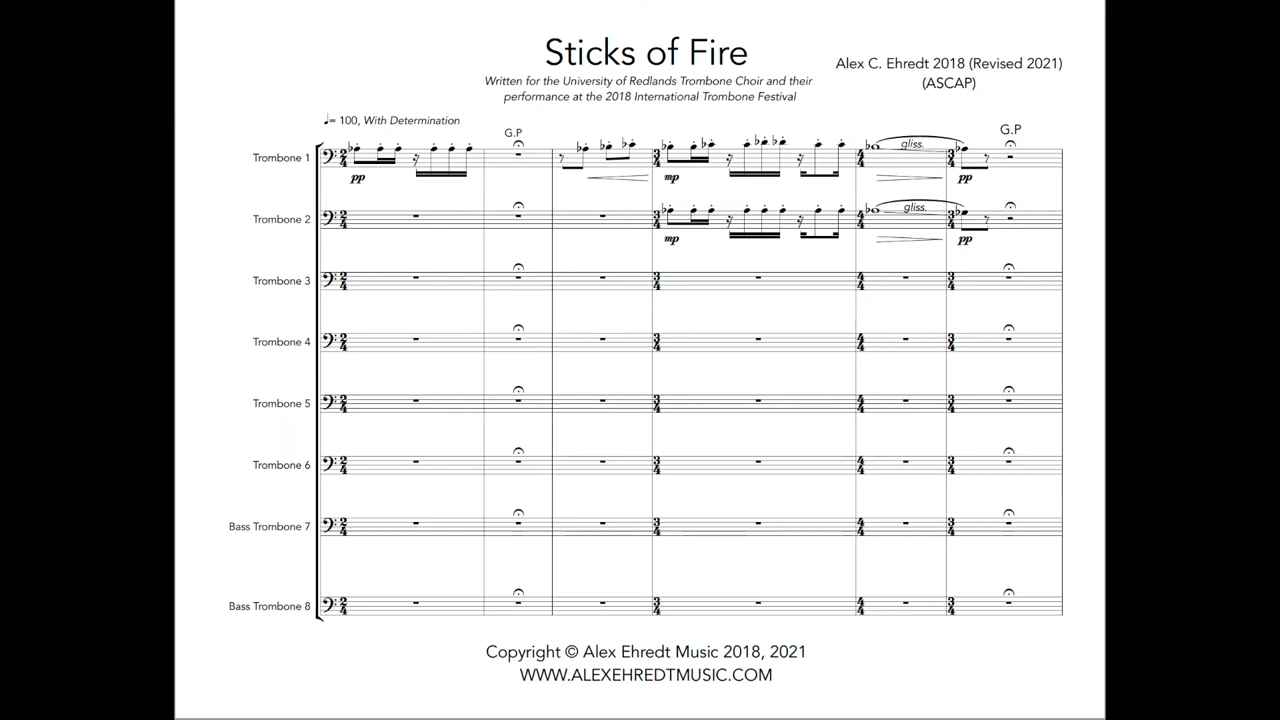 Sticks of Fire
Alex C. Ehredt 2018 (Revised 2021)
(ASCAP)
Written for the University of Redlands Trombone Choir and their
performance at the 2018 International Trombone Festival
♩= 100, With Determination
G.P
G.P
Trombone 1
gliss.
pp
mp
pp
Trombone 2
gliss.
mp
pp
Trombone 3
Trombone 4
Trombone 5
Trombone 6
Bass Trombone 7
Bass Trombone 8
Copyright © Alex Ehredt Music 2018, 2021
WWW.ALEXEHREDTMUSIC.COM